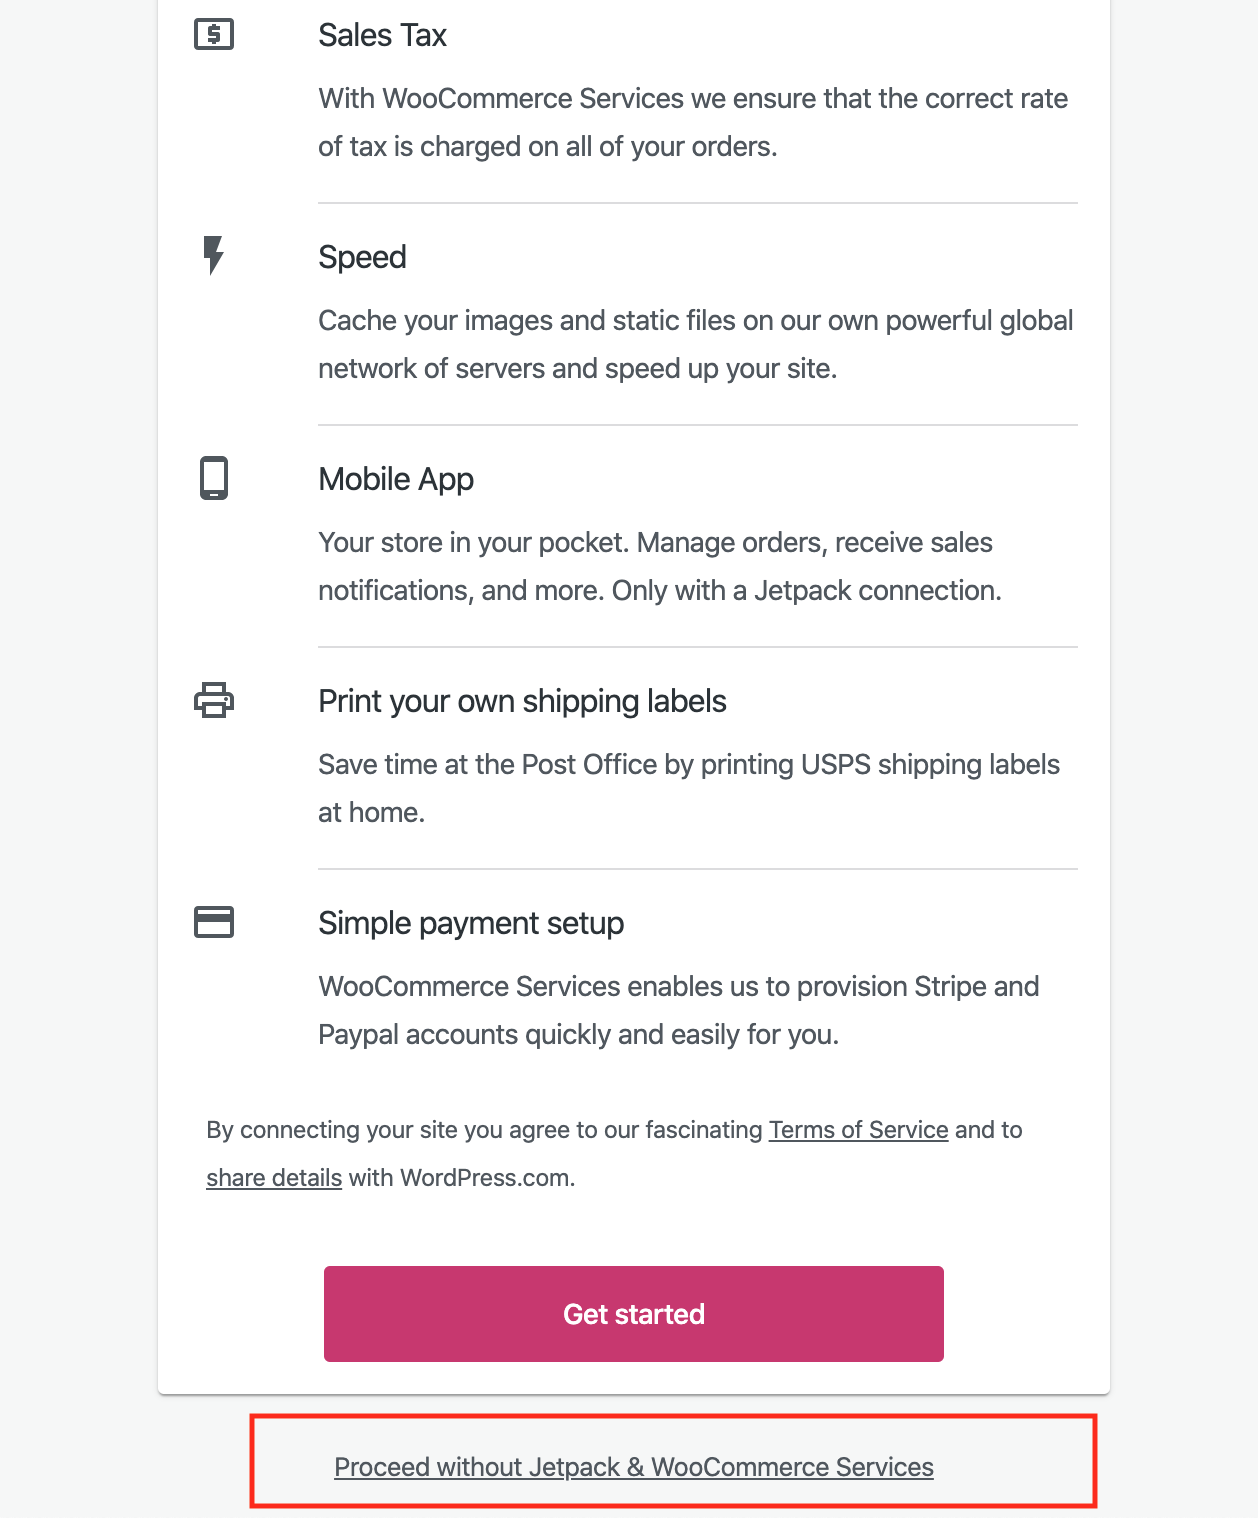 Sales Tax
With WooCommerce Services we ensure that the correct rate
of tax is charged on all of your orders.
Speed
Cache your images and static files on our own powerful global
network of servers and speed up your site.
Mobile App
Your store in your pocket. Manage orders, receive sales
notifications, and more. Only with a Jetpack connection.
Print your own shipping labels
Save time at the Post Office by printing USPS shipping labels
at home.
Simple payment setup
WooCommerce Services enables us to provision Stripe and
Paypal accounts quickly and easily for you.
By connecting your site you agree to our fascinating Terms of Service and to
share details with WordPress.com.
Get started
Proceed without Jetpack & WooCommerce Services